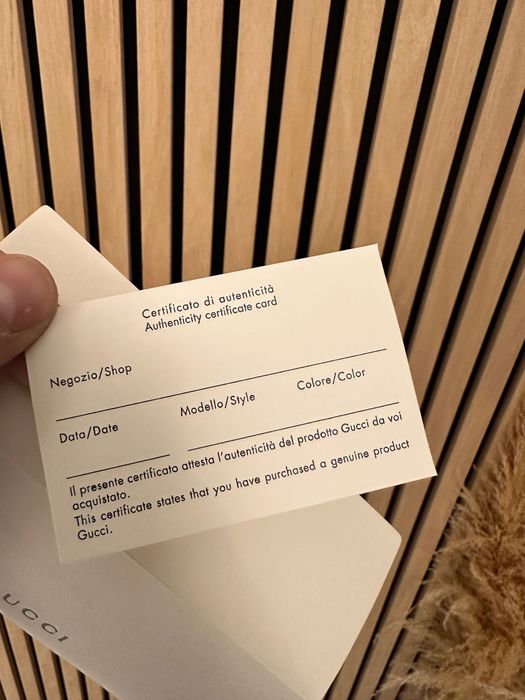 Certificato di autenticità
Authenticity certificate card
Negozio/Shop
Data/Date Modello/Style Colore/Color
Il presente certificato attesta l'autenticità del prodotto Gucci da voi
acquistato.
This certificate states that you have purchased a genuine product
Gucci.
UCCI